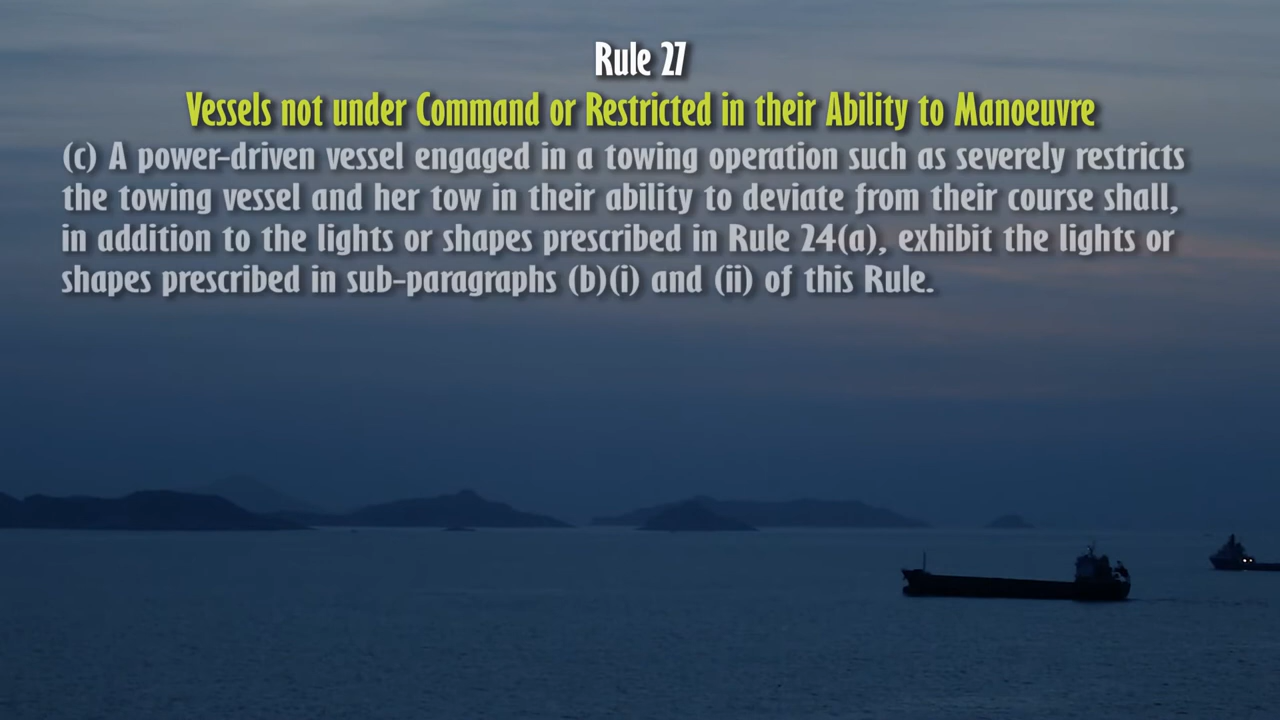 Rule 27
Vessels not under Command or Restricted in their Ability to Manoeuvre
(c) A power-driven vessel engaged in a towing operation such as severely restricts
the towing vessel and her tow in their ability to deviate from their course shall,
in addition to the lights or shapes prescribed in Rule 24(a), exhibit the lights or
shapes prescribed in sub-paragraphs (b)(i) and (ii) of this Rule.